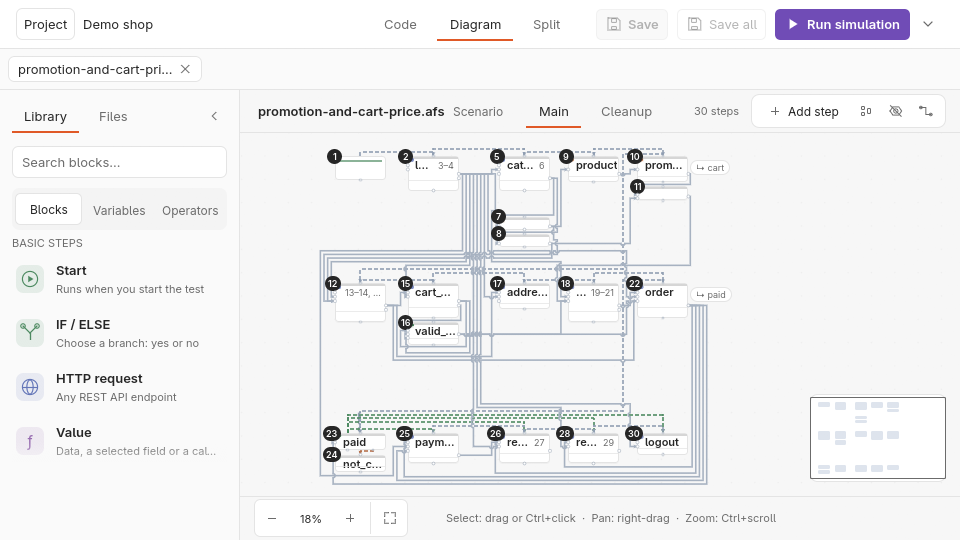 Project Demo shop Code Diagram Split Save Save all Run simulation
promotion-and-cart-pri...
Library Files
promotion-and-cart-price.afs Scenario Main Cleanup 30 steps Add step
Search blocks...
Blocks Variables Operators
BASIC STEPS
Start
Runs when you start the test
IF / ELSE
Choose a branch: yes or no
HTTP request
Any REST API endpoint
Value
Data, a selected field or a cal...
1
2 l... 3–4
5 cat... 6
9 product
10 prom... ↳ cart
11
7
8
12 13–14, ...
15 cart_...
17 addre...
18 ... 19–21
22 order ↳ paid
16 valid_...
23 paid
25 paym...
26 re... 27
28 re... 29
30 logout
24 not_c...
18% Select: drag or Ctrl+click · Pan: right-drag · Zoom: Ctrl+scroll